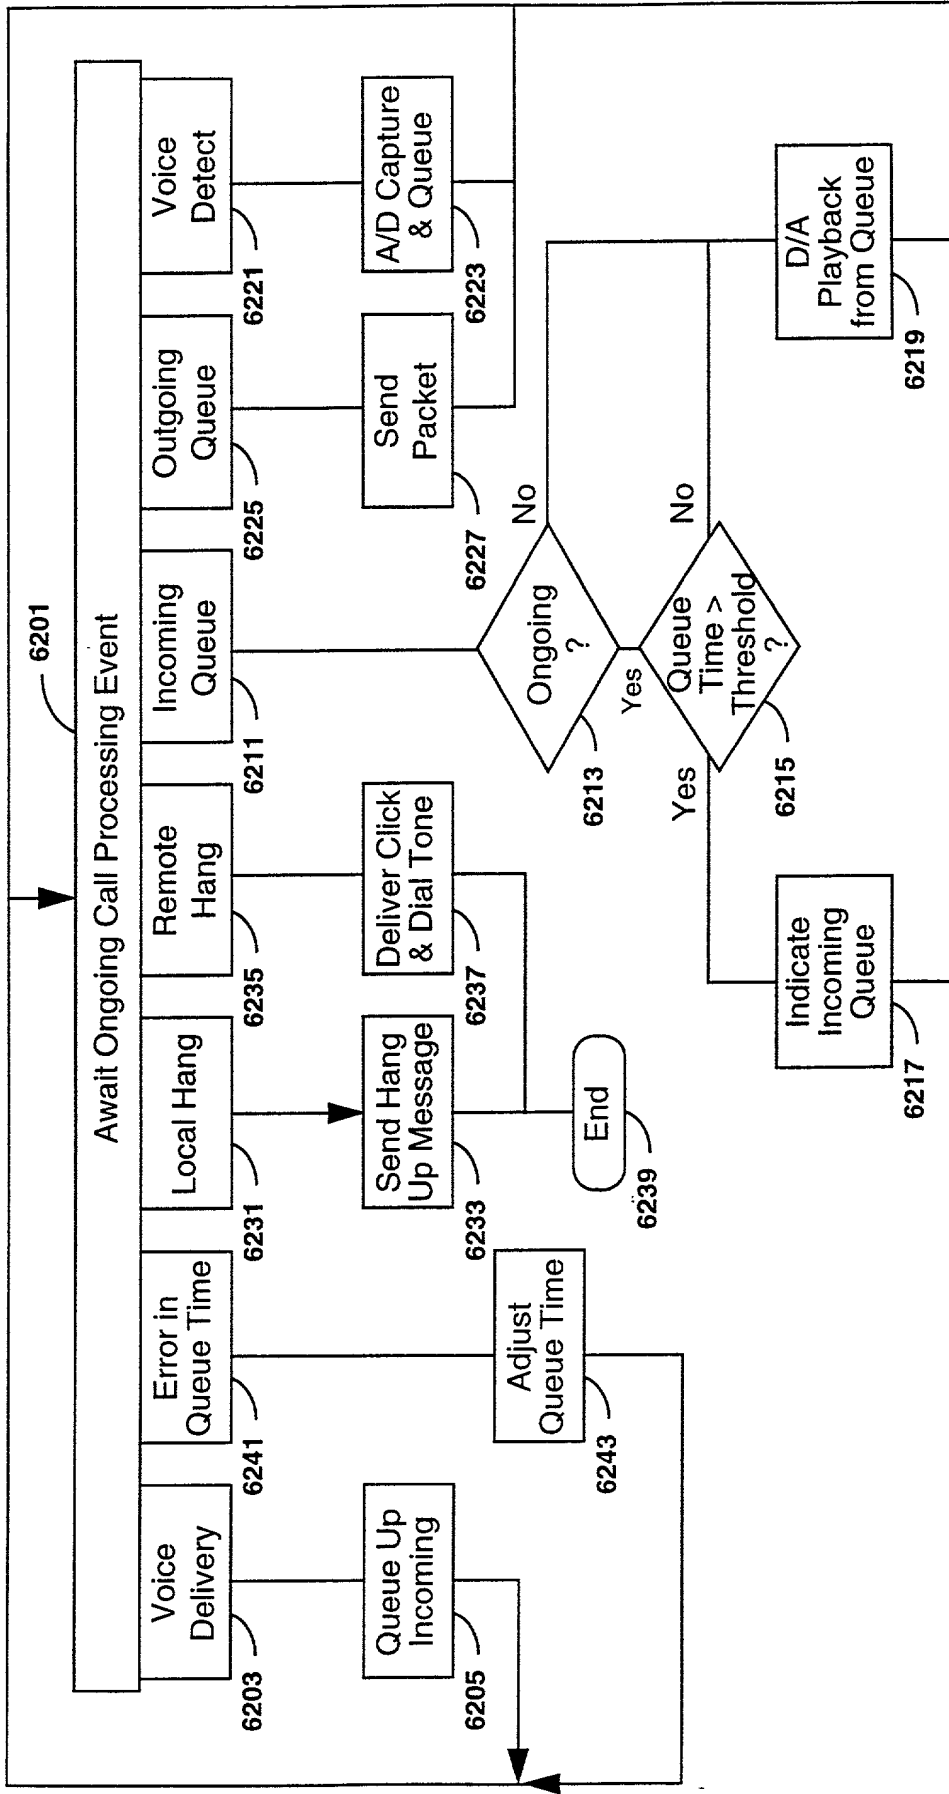 6201
Await Ongoing Call Processing Event
Voice
Delivery
6203
Error in
Queue Time
6241
Local Hang
6231
Remote
Hang
6235
Incoming
Queue
6211
Outgoing
Queue
6225
Voice
Detect
6221
Queue Up
Incoming
6205
Send Hang
Up Message
6233
Deliver Click
& Dial Tone
6237
Send
Packet
6227
A/D Capture
& Queue
6223
Adjust
Queue Time
6243
End
6239
Ongoing
?
6213
No
Yes
Queue
Time >
Threshold
?
6215
Yes
No
Indicate
Incoming
Queue
6217
D/A
Playback
from Queue
6219